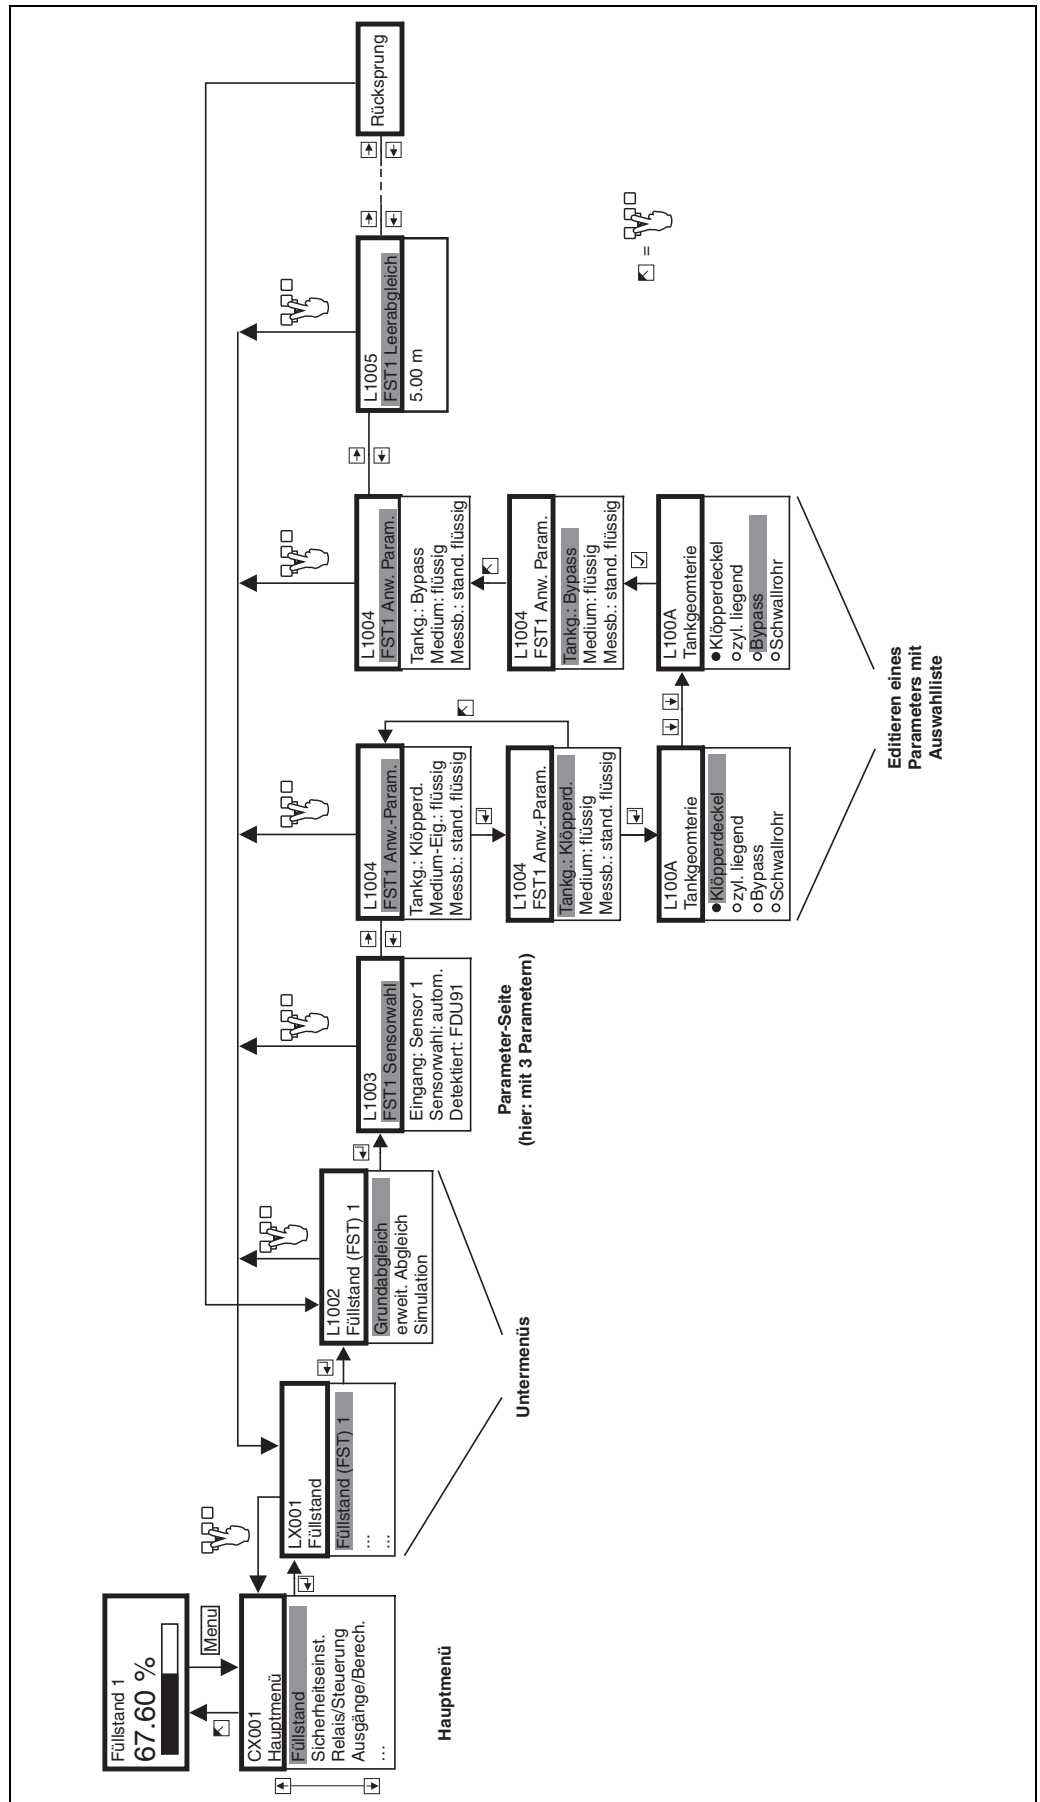 Füllstand 1
67.60 %
Menu
CX001
Hauptmenü
Füllstand
Sicherheitseinst.
Relais/Steuerung
Ausgänge/Berech.
...
Hauptmenü
LX001
Füllstand
Füllstand (FST) 1
...
...
L1002
Füllstand (FST) 1
Grundabgleich
erweit. Abgleich
Simulation
Untermenüs
L1003
FST1 Sensorwahl
Eingang: Sensor 1
Sensorwahl: autom.
Detektiert: FDU91
Parameter-Seite
(hier: mit 3 Parametern)
L1004
FST1 Anw.-Param.
Tankg.: Klöpperd.
Medium-Eig.: flüssig
Messb.: stand. flüssig
L1004
FST1 Anw.-Param.
Tankg.: Klöpperd.
Medium: flüssig
Messb.: stand. flüssig
L100A
Tankgeomterie
Klöpperdeckel
zyl. liegend
Bypass
Schwallrohr
L1004
FST1 Anw. Param.
Tankg.: Bypass
Medium: flüssig
Messb.: stand. flüssig
L1004
FST1 Anw. Param.
Tankg.: Bypass
Medium: flüssig
Messb.: stand. flüssig
L100A
Tankgeomterie
Klöpperdeckel
zyl. liegend
Bypass
Schwallrohr
Editieren eines
Parameters mit
Auswahlliste
L1005
FST1 Leerabgleich
5.00 m
Rücksprung
=